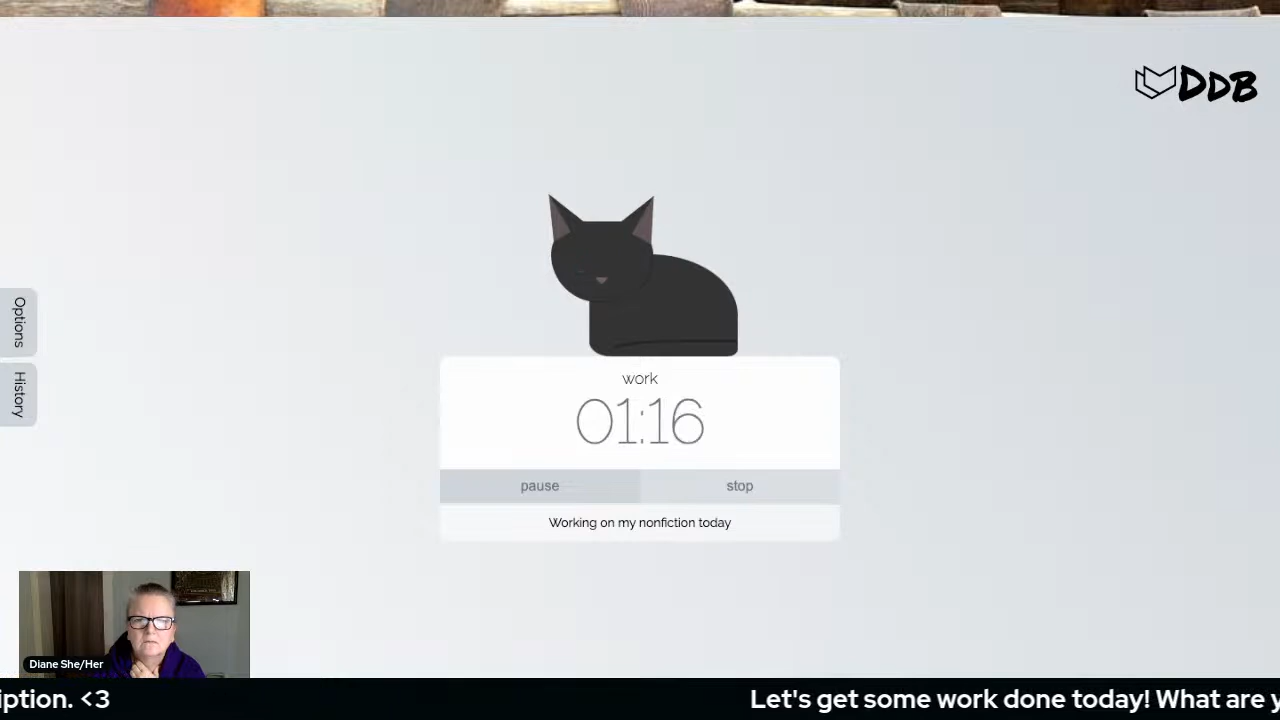 DDB
Options
History
work
01:16
pause
stop
Working on my nonfiction today
Diane She/Her
iption. <3
Let's get some work done today! What are y